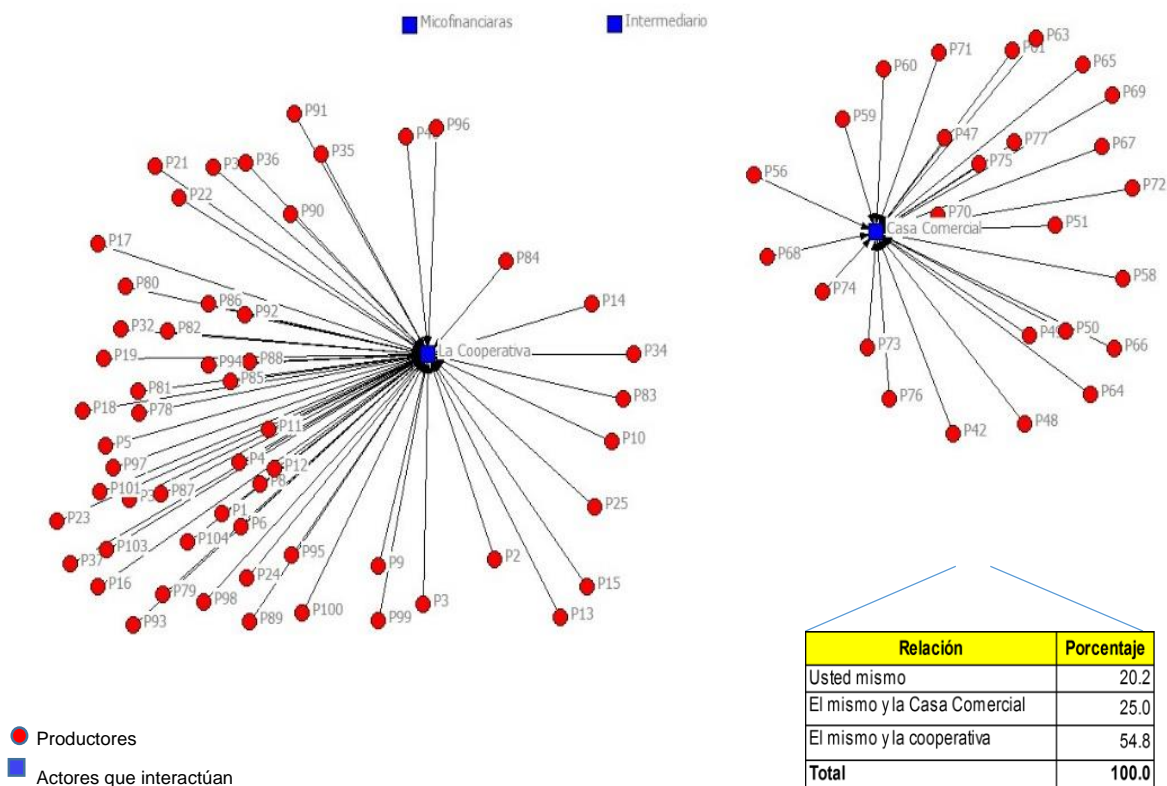 Micofinanciaras
Intermediario
P91
P96
P35
P36
P21
P22
P90
P17
P84
P80
P86
P92
P14
P32
P82
La Cooperativa
P34
P19
P94
P88
P85
P81
P83
P18
P78
P11
P10
P5
P4
P12
P97
P8
P101
P87
P25
P23
P1
P6
P104
P103
P95
P2
P37
P9
P16
P24
P15
P79
P98
P3
P93
P89
P100
P99
P13
P63
P71
P60
P65
P69
P59
P47
P77
P67
P75
P56
P72
P70
P51
Casa Comercial
P68
P58
P74
P50
P73
P66
P76
P64
P48
P42
Relación Porcentaje
Usted mismo 20.2
El mismo y la Casa Comercial 25.0
El mismo y la cooperativa 54.8
Total 100.0
Productores
Actores que interactúan